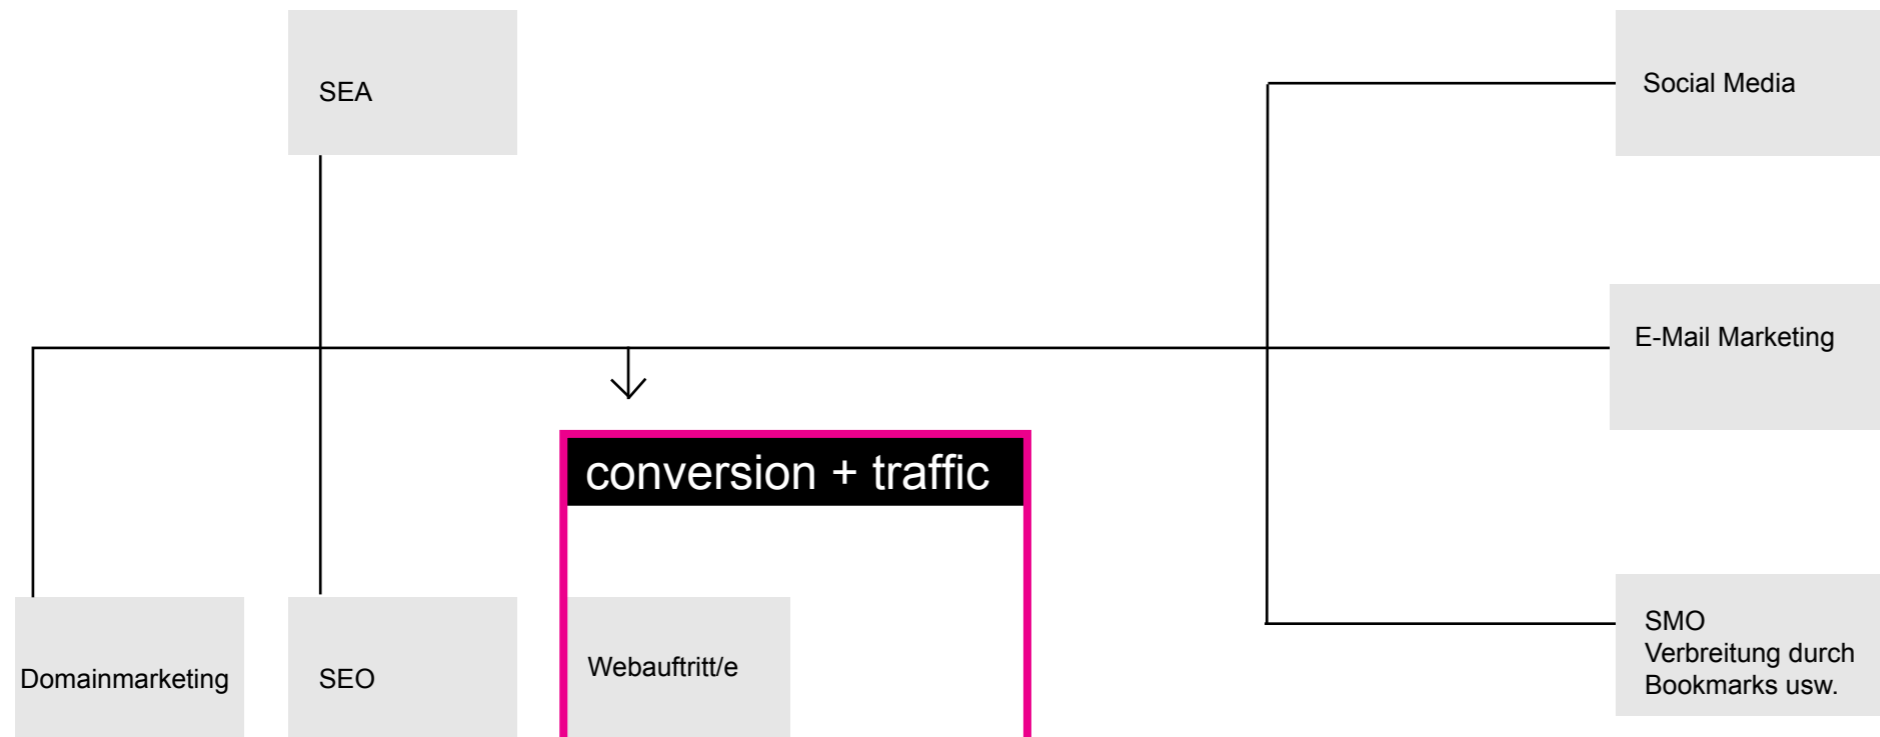 SEA
Social Media
E-Mail Marketing
conversion + traffic
Domainmarketing
SEO
Webauftritt/e
SMO
Verbreitung durch
Bookmarks usw.